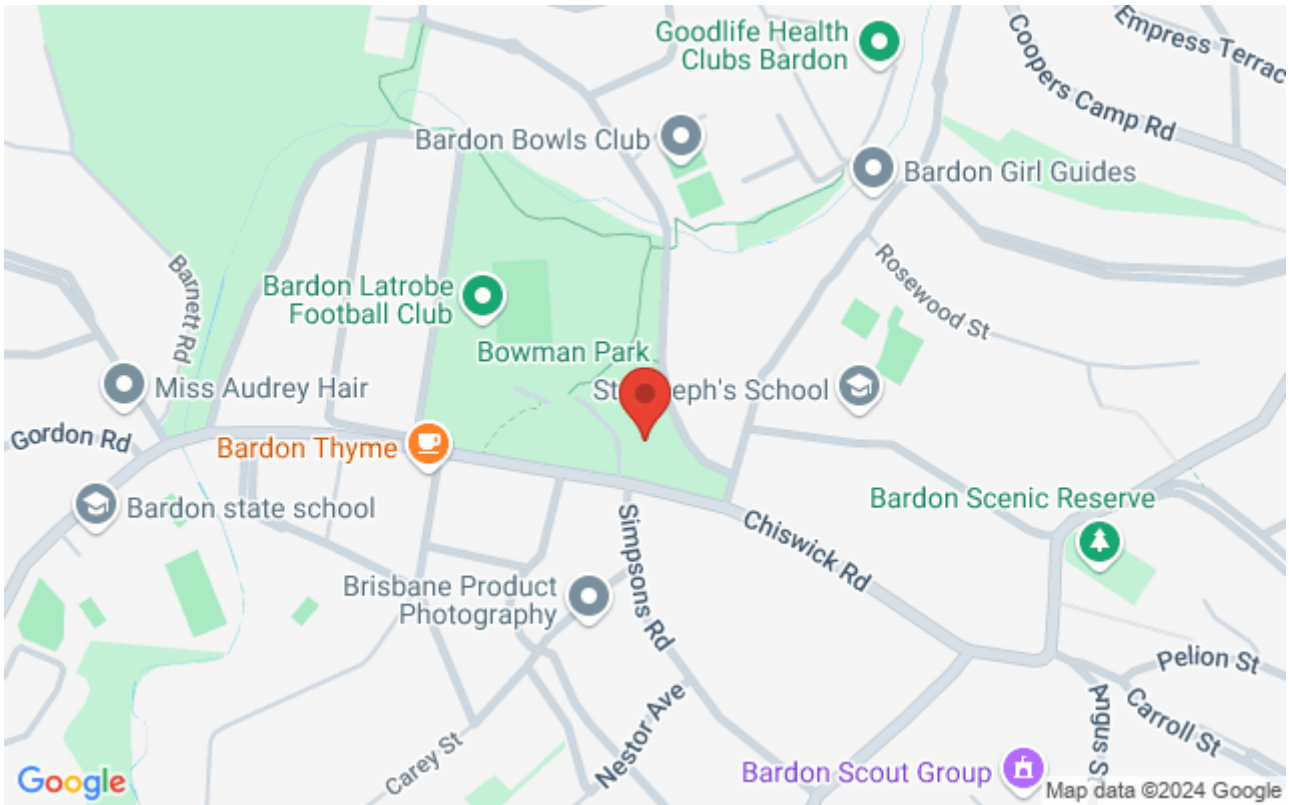 Goodlife Health
Clubs Bardon
Empress Terrac
Coopers Camp Rd
Bardon Bowls Club
Bardon Girl Guides
Barnett Rd
Bardon Latrobe
Football Club
Rosewood St
Bowman Park
Miss Audrey Hair
St eph's School
Gordon Rd
Bardon Thyme
Bardon state school
Bardon Scenic Reserve
Simpsons Rd
Chiswick Rd
Brisbane Product
Photography
Pelion St
Nestor Ave
Angus S
Carroll St
Carey St
Bardon Scout Group
Google
Map data ©2024 Google